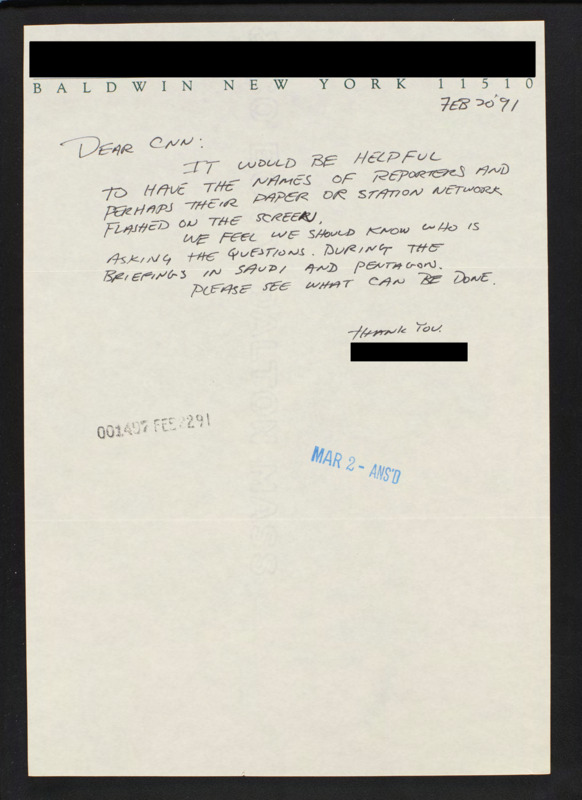 BALDWIN NEW YORK 11510
FEB 20 '91
DEAR CNN:
IT WOULD BE HELPFUL
TO HAVE THE NAMES OF REPORTERS AND
PERHAPS THEIR PAPER OR STATION NETWORK
FLASHED ON THE SCREEN.
WE FEEL WE SHOULD KNOW WHO IS
ASKING THE QUESTIONS. DURING THE
BRIEFINGS IN SAUDI AND PENTAGON.
PLEASE SEE WHAT CAN BE DONE.
THANK YOU.
FEB 22 91
MAR 2 - ANS'D